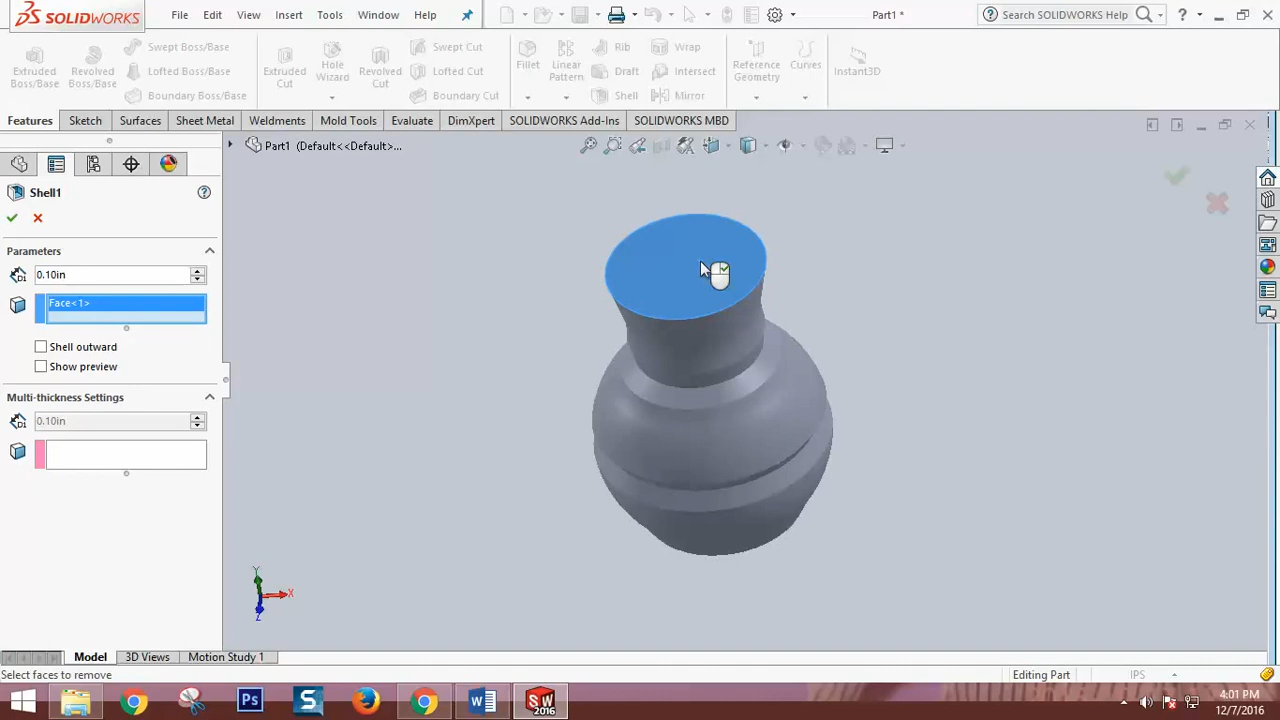 SOLIDWORKS
File Edit View Insert Tools Window Help
Part1 *
Search SOLIDWORKS Help
Extruded Boss/Base
Revolved Boss/Base
Swept Boss/Base
Lofted Boss/Base
Boundary Boss/Base
Extruded Cut
Hole Wizard
Revolved Cut
Swept Cut
Lofted Cut
Boundary Cut
Fillet
Linear Pattern
Rib
Draft
Shell
Wrap
Intersect
Mirror
Reference Geometry
Curves
Instant3D
Features Sketch Surfaces Sheet Metal Weldments Mold Tools Evaluate DimXpert SOLIDWORKS Add-Ins SOLIDWORKS MBD
Part1 (Default<<Default>...
Shell1
Parameters
0.10in
Face<1>
Shell outward
Show preview
Multi-thickness Settings
0.10in
Y
X
Z
Model 3D Views Motion Study 1
Select faces to remove
Editing Part
IPS
Ps
S
W
SW
2016
4:01 PM
12/7/2016